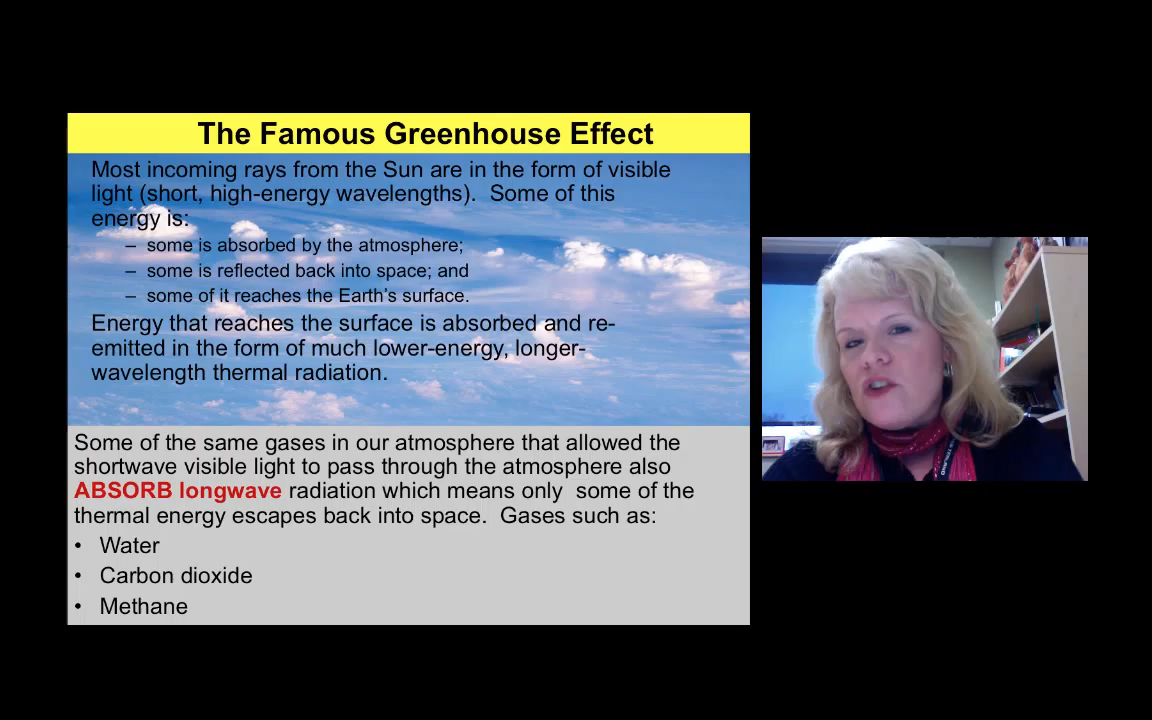 The Famous Greenhouse Effect
Most incoming rays from the Sun are in the form of visible
light (short, high-energy wavelengths).  Some of this
energy is:
– some is absorbed by the atmosphere;
– some is reflected back into space; and
– some of it reaches the Earth's surface.
Energy that reaches the surface is absorbed and re-
emitted in the form of much lower-energy, longer-
wavelength thermal radiation.
Some of the same gases in our atmosphere that allowed the
shortwave visible light to pass through the atmosphere also
ABSORB longwave radiation which means only  some of the
thermal energy escapes back into space.  Gases such as:
• Water
• Carbon dioxide
• Methane